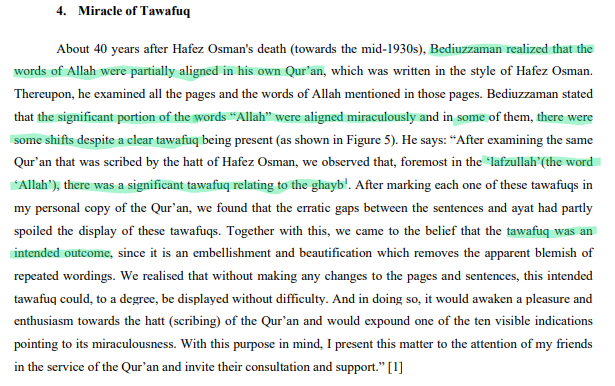 4. Miracle of Tawafuq
About 40 years after Hafez Osman's death (towards the mid-1930s), Bediuzzaman realized that the
words of Allah were partially aligned in his own Qur'an, which was written in the style of Hafez Osman.
Thereupon, he examined all the pages and the words of Allah mentioned in those pages. Bediuzzaman stated
that the significant portion of the words “Allah” were aligned miraculously and in some of them, there were
some shifts despite a clear tawafuq being present (as shown in Figure 5). He says: “After examining the same
Qur'an that was scribed by the hatt of Hafez Osman, we observed that, foremost in the ‘lafzullah’(the word
‘Allah’), there was a significant tawafuq relating to the ghayb¹. After marking each one of these tawafuqs in
my personal copy of the Qur'an, we found that the erratic gaps between the sentences and ayat had partly
spoiled the display of these tawafuqs. Together with this, we came to the belief that the tawafuq was an
intended outcome, since it is an embellishment and beautification which removes the apparent blemish of
repeated wordings. We realised that without making any changes to the pages and sentences, this intended
tawafuq could, to a degree, be displayed without difficulty. And in doing so, it would awaken a pleasure and
enthusiasm towards the hatt (scribing) of the Qur'an and would expound one of the ten visible indications
pointing to its miraculousness. With this purpose in mind, I present this matter to the attention of my friends
in the service of the Qur'an and invite their consultation and support.” [1]